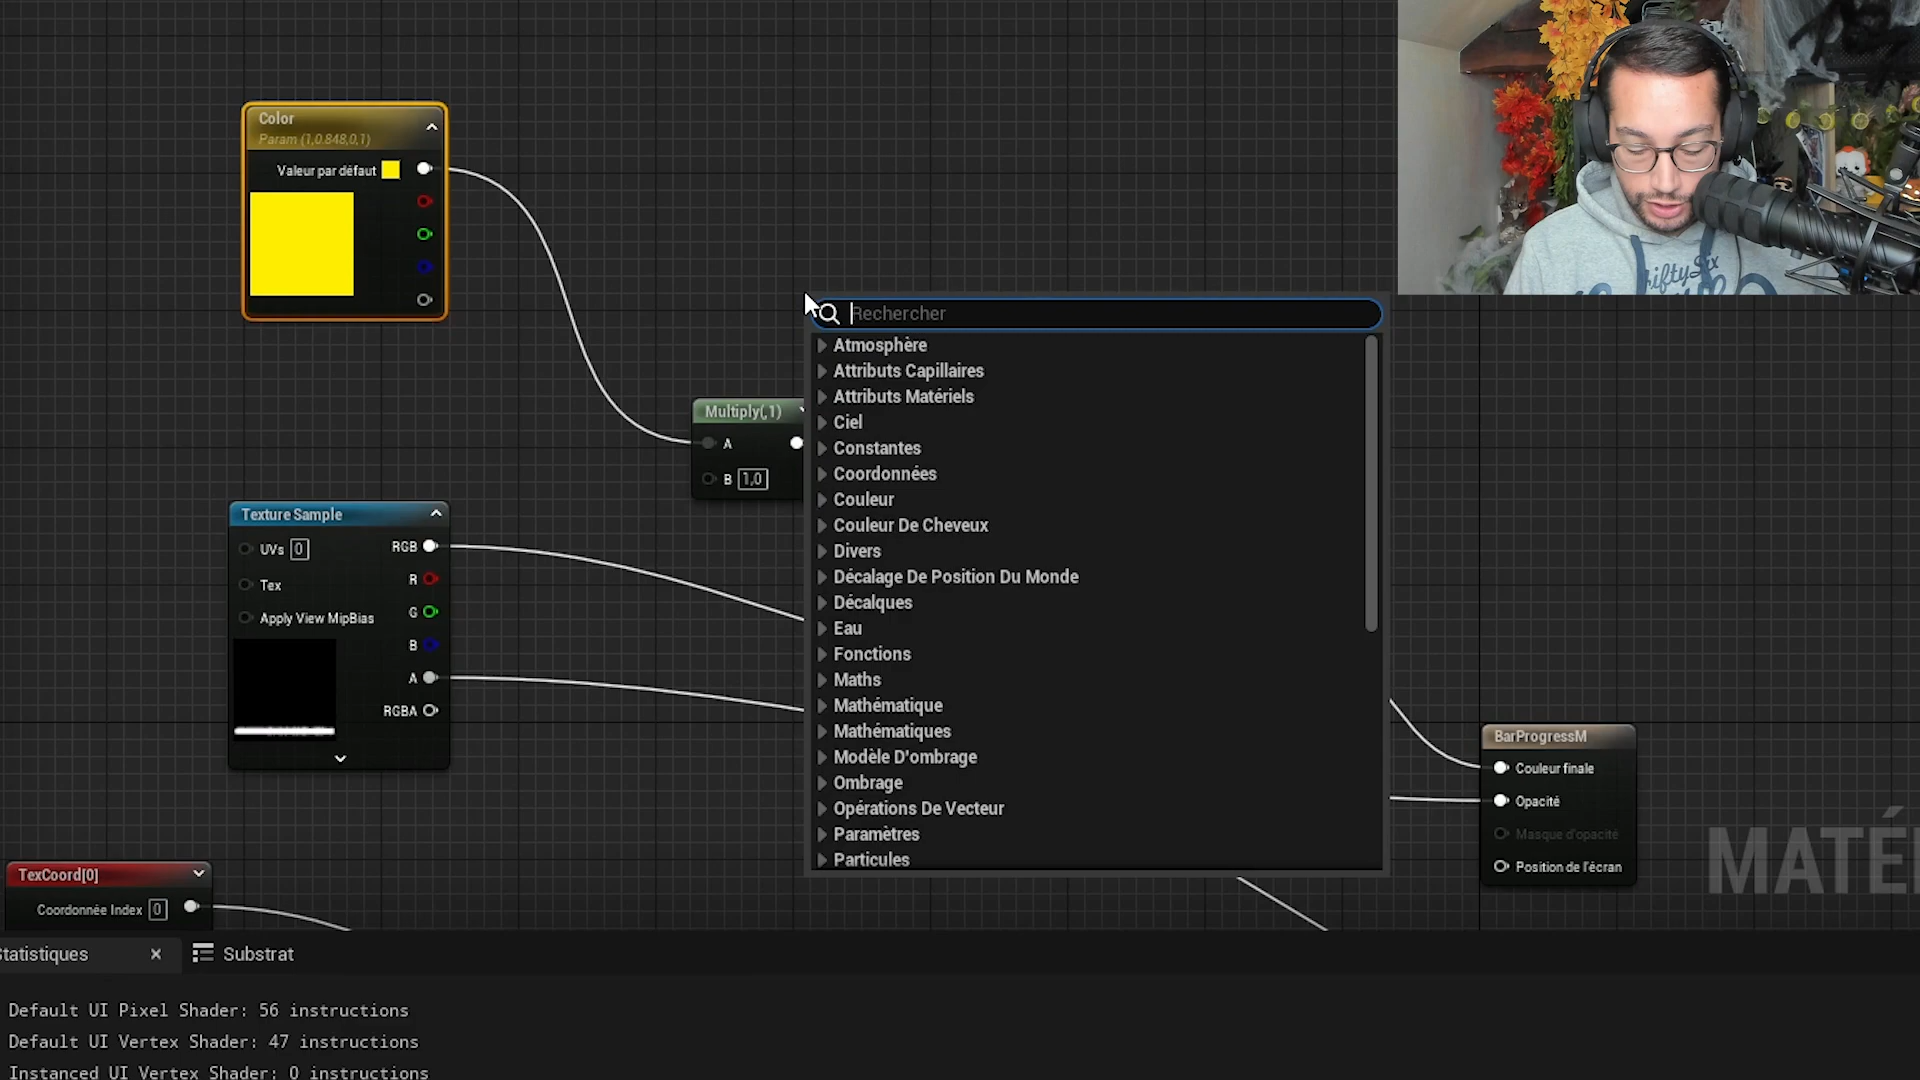 Color
Param (1,0.848,0,1)
Valeur par défaut
Rechercher
Atmosphère
Attributs Capillaires
Attributs Matériels
Ciel
Constantes
Coordonnées
Couleur
Couleur De Cheveux
Divers
Décalage De Position Du Monde
Décalques
Eau
Fonctions
Maths
Mathématique
Mathématiques
Modèle D'ombrage
Ombrage
Opérations De Vecteur
Paramètres
Particules
Multiply(,1)
A
B 1,0
Texture Sample
UVs 0
RGB
R
Tex
G
Apply View MipBias
B
A
RGBA
BarProgressM
Couleur finale
Opacité
Masque d'opacité
Position de l'écran
MATÉ
TexCoord[0]
Coordonnée Index 0
Statistiques
Substrat
Default UI Pixel Shader: 56 instructions
Default UI Vertex Shader: 47 instructions
Instanced UI Vertex Shader: 0 instructions